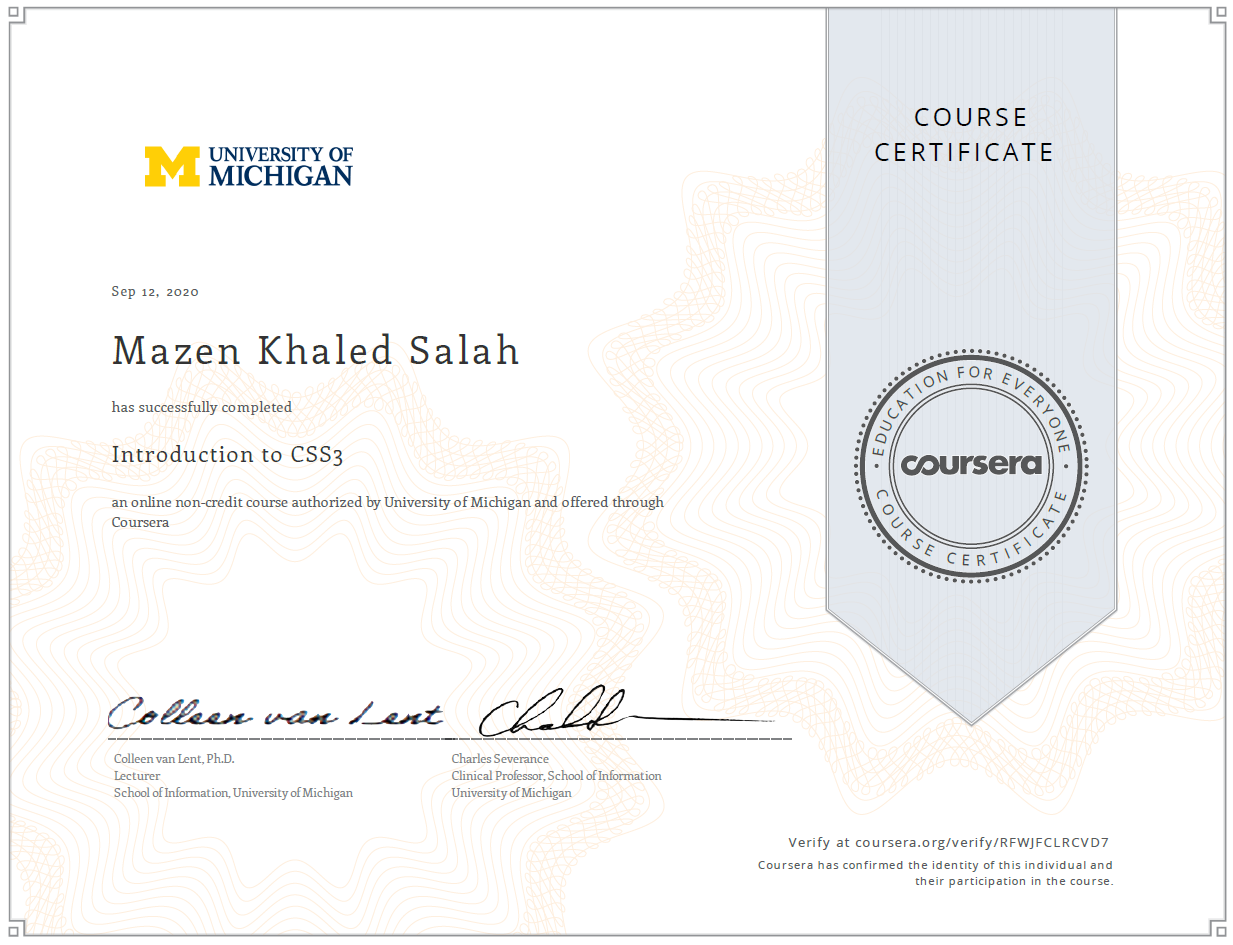 COURSE
CERTIFICATE
UNIVERSITY OF
MICHIGAN
Sep 12, 2020
Mazen Khaled Salah
has successfully completed
Introduction to CSS3
an online non-credit course authorized by University of Michigan and offered through
Coursera
EDUCATION FOR EVERYONE
coursera
COURSE CERTIFICATE
Colleen van Lent
Colleen van Lent, Ph.D.
Lecturer
School of Information, University of Michigan
Charles Severance
Clinical Professor, School of Information
University of Michigan
Verify at coursera.org/verify/RFWJFCLRCVD7
Coursera has confirmed the identity of this individual and
their participation in the course.